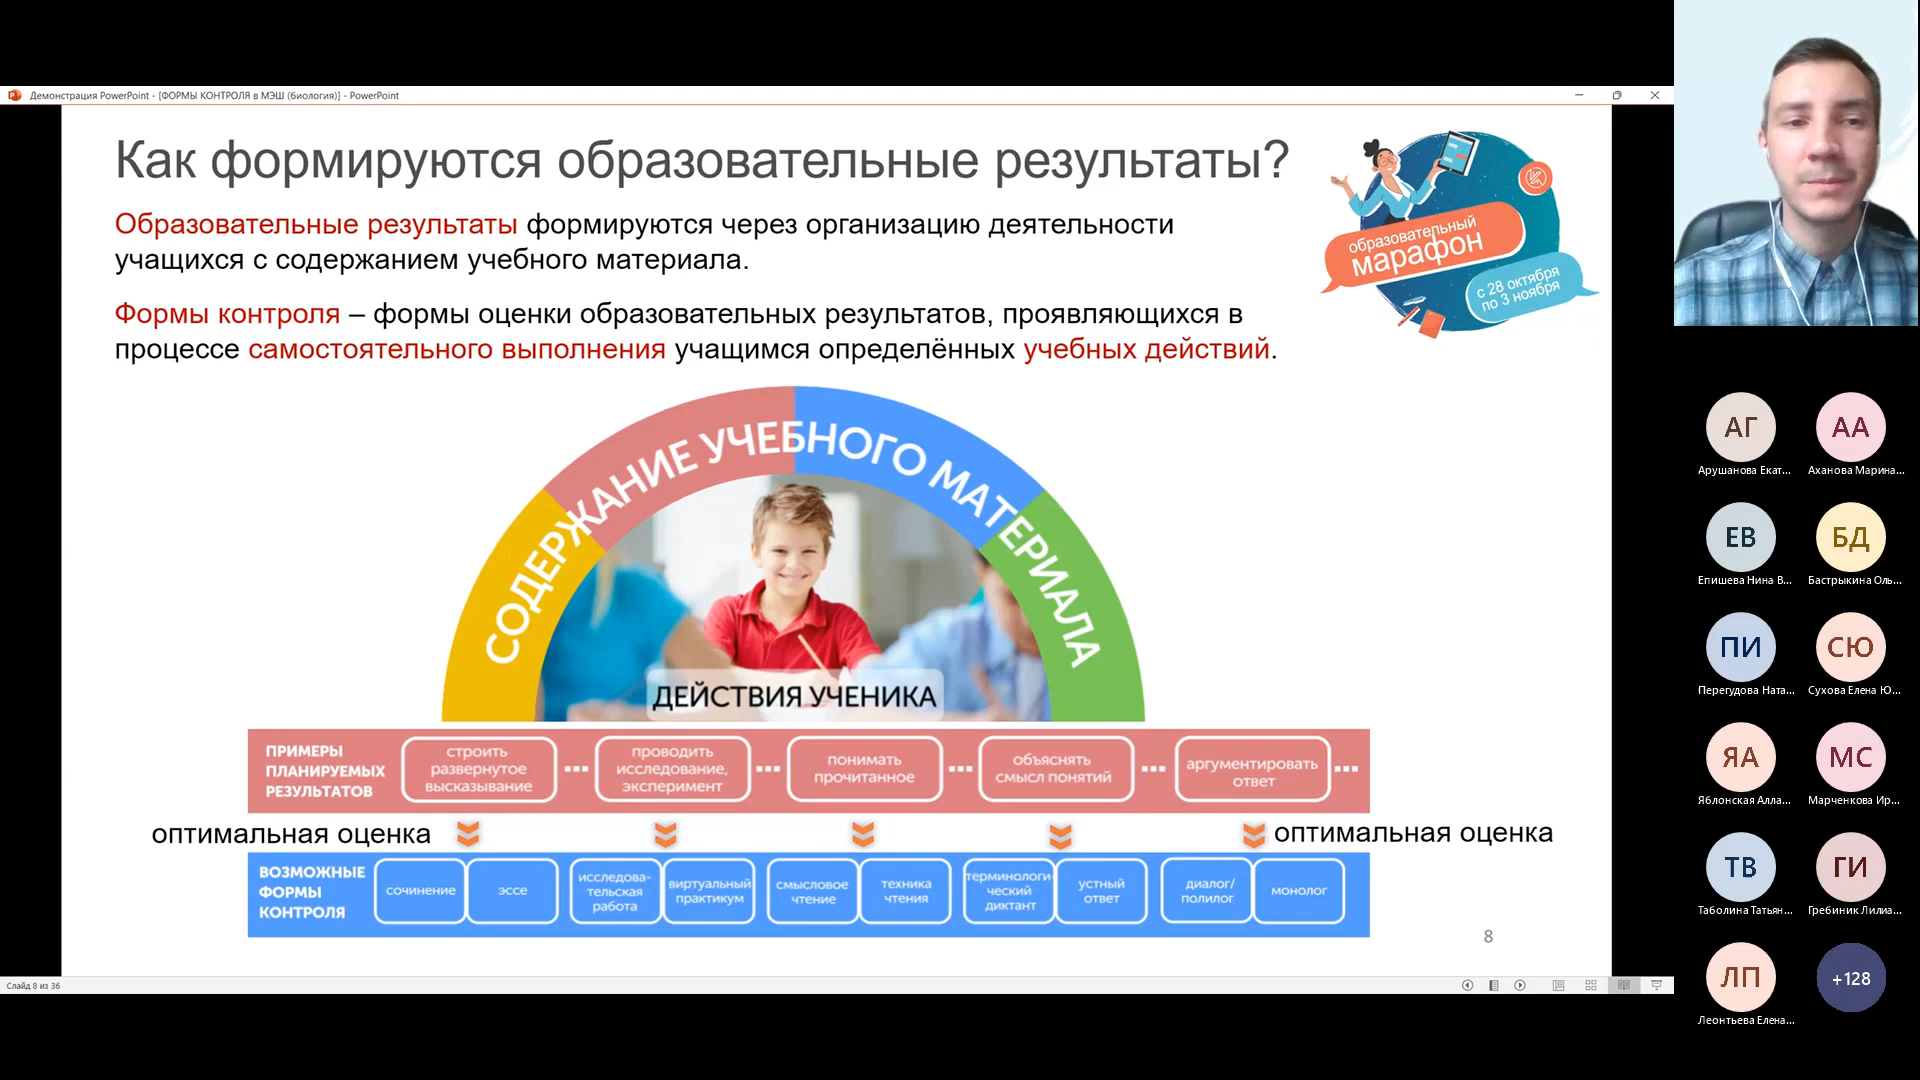 Демонстрация PowerPoint - [ФОРМЫ КОНТРОЛЯ в МЭШ (биология)] - PowerPoint
Как формируются образовательные результаты?
Образовательные результаты формируются через организацию деятельности
учащихся с содержанием учебного материала.
Формы контроля – формы оценки образовательных результатов, проявляющихся в
процессе самостоятельного выполнения учащимся определённых учебных действий.
образовательный
марафон
с 28 октября
по 3 ноября
СОДЕРЖАНИЕ УЧЕБНОГО МАТЕРИАЛА
ДЕЙСТВИЯ УЧЕНИКА
ПРИМЕРЫ
ПЛАНИРУЕМЫХ
РЕЗУЛЬТАТОВ
строить
развернутое
высказывание
...
проводить
исследование,
эксперимент
...
понимать
прочитанное
...
объяснять
смысл понятий
...
аргументировать
ответ
...
оптимальная оценка
оптимальная оценка
ВОЗМОЖНЫЕ
ФОРМЫ
КОНТРОЛЯ
сочинение
эссе
исследова-
тельская
работа
виртуальный
практикум
смысловое
чтение
техника
чтения
терминологи-
ческий
диктант
устный
ответ
диалог/
полилог
монолог
8
Слайд 8 из 36
АГ
Арушанова Екат...
АА
Аханова Марина...
ЕВ
Епишева Нина В...
БД
Бастрыкина Оль...
ПИ
Перегудова Ната...
СЮ
Сухова Елена Ю...
ЯА
Яблонская Алла...
МС
Марченкова Ир...
ТВ
Таболина Татьян...
ГИ
Гребиник Лилиа...
ЛП
Леонтьева Елена...
+128